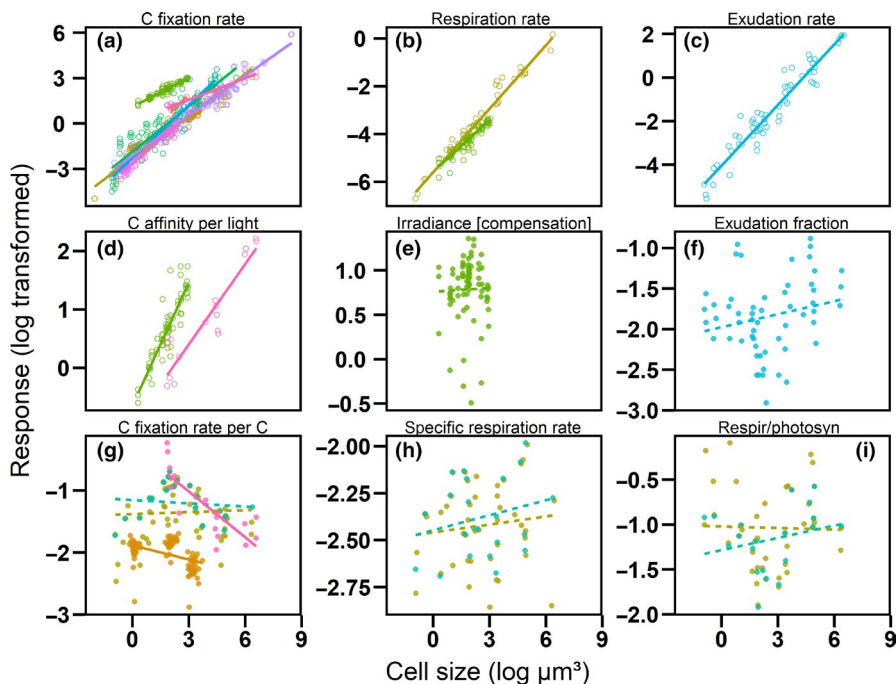 C fixation rate
Respiration rate
Exudation rate
(a)
(b)
(c)
6
3
0
−3
0
−2
−4
−6
2
0
−2
−4
C affinity per light
Irradiance [compensation]
Exudation fraction
(d)
(e)
(f)
2
1
0
1.0
0.5
0.0
−0.5
−1.0
−1.5
−2.0
−2.5
−3.0
C fixation rate per C
Specific respiration rate
Respir/photosyn
(g)
(h)
(i)
−1
−2
−3
−2.00
−2.25
−2.50
−2.75
−0.5
−1.0
−1.5
−2.0
0 3 6 9
0 3 6 9
0 3 6 9
Response (log transformed)
Cell size (log μm³)